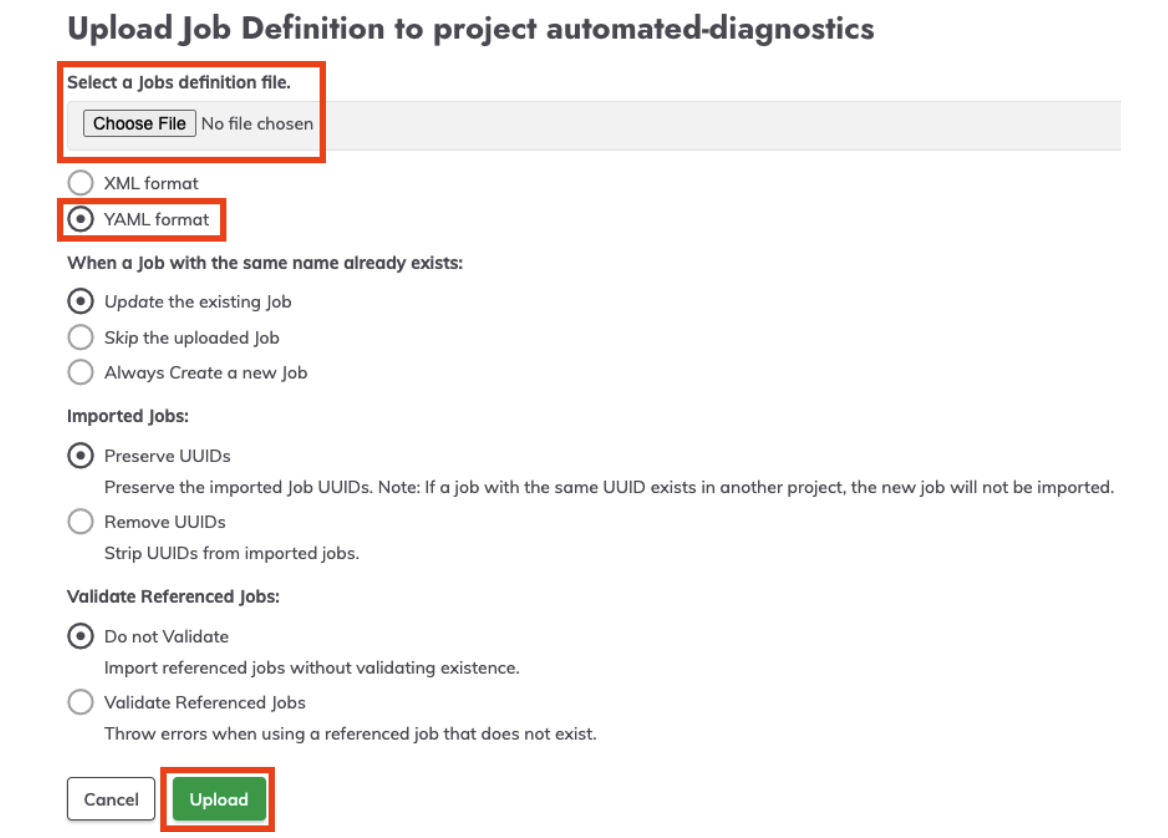 Upload Job Definition to project automated-diagnostics
Select a Jobs definition file.
Choose File No file chosen
XML format
YAML format
When a Job with the same name already exists:
Update the existing Job
Skip the uploaded Job
Always Create a new Job
Imported Jobs:
Preserve UUIDs
Preserve the imported Job UUIDs. Note: If a job with the same UUID exists in another project, the new job will not be imported.
Remove UUIDs
Strip UUIDs from imported jobs.
Validate Referenced Jobs:
Do not Validate
Import referenced jobs without validating existence.
Validate Referenced Jobs
Throw errors when using a referenced job that does not exist.
Cancel Upload